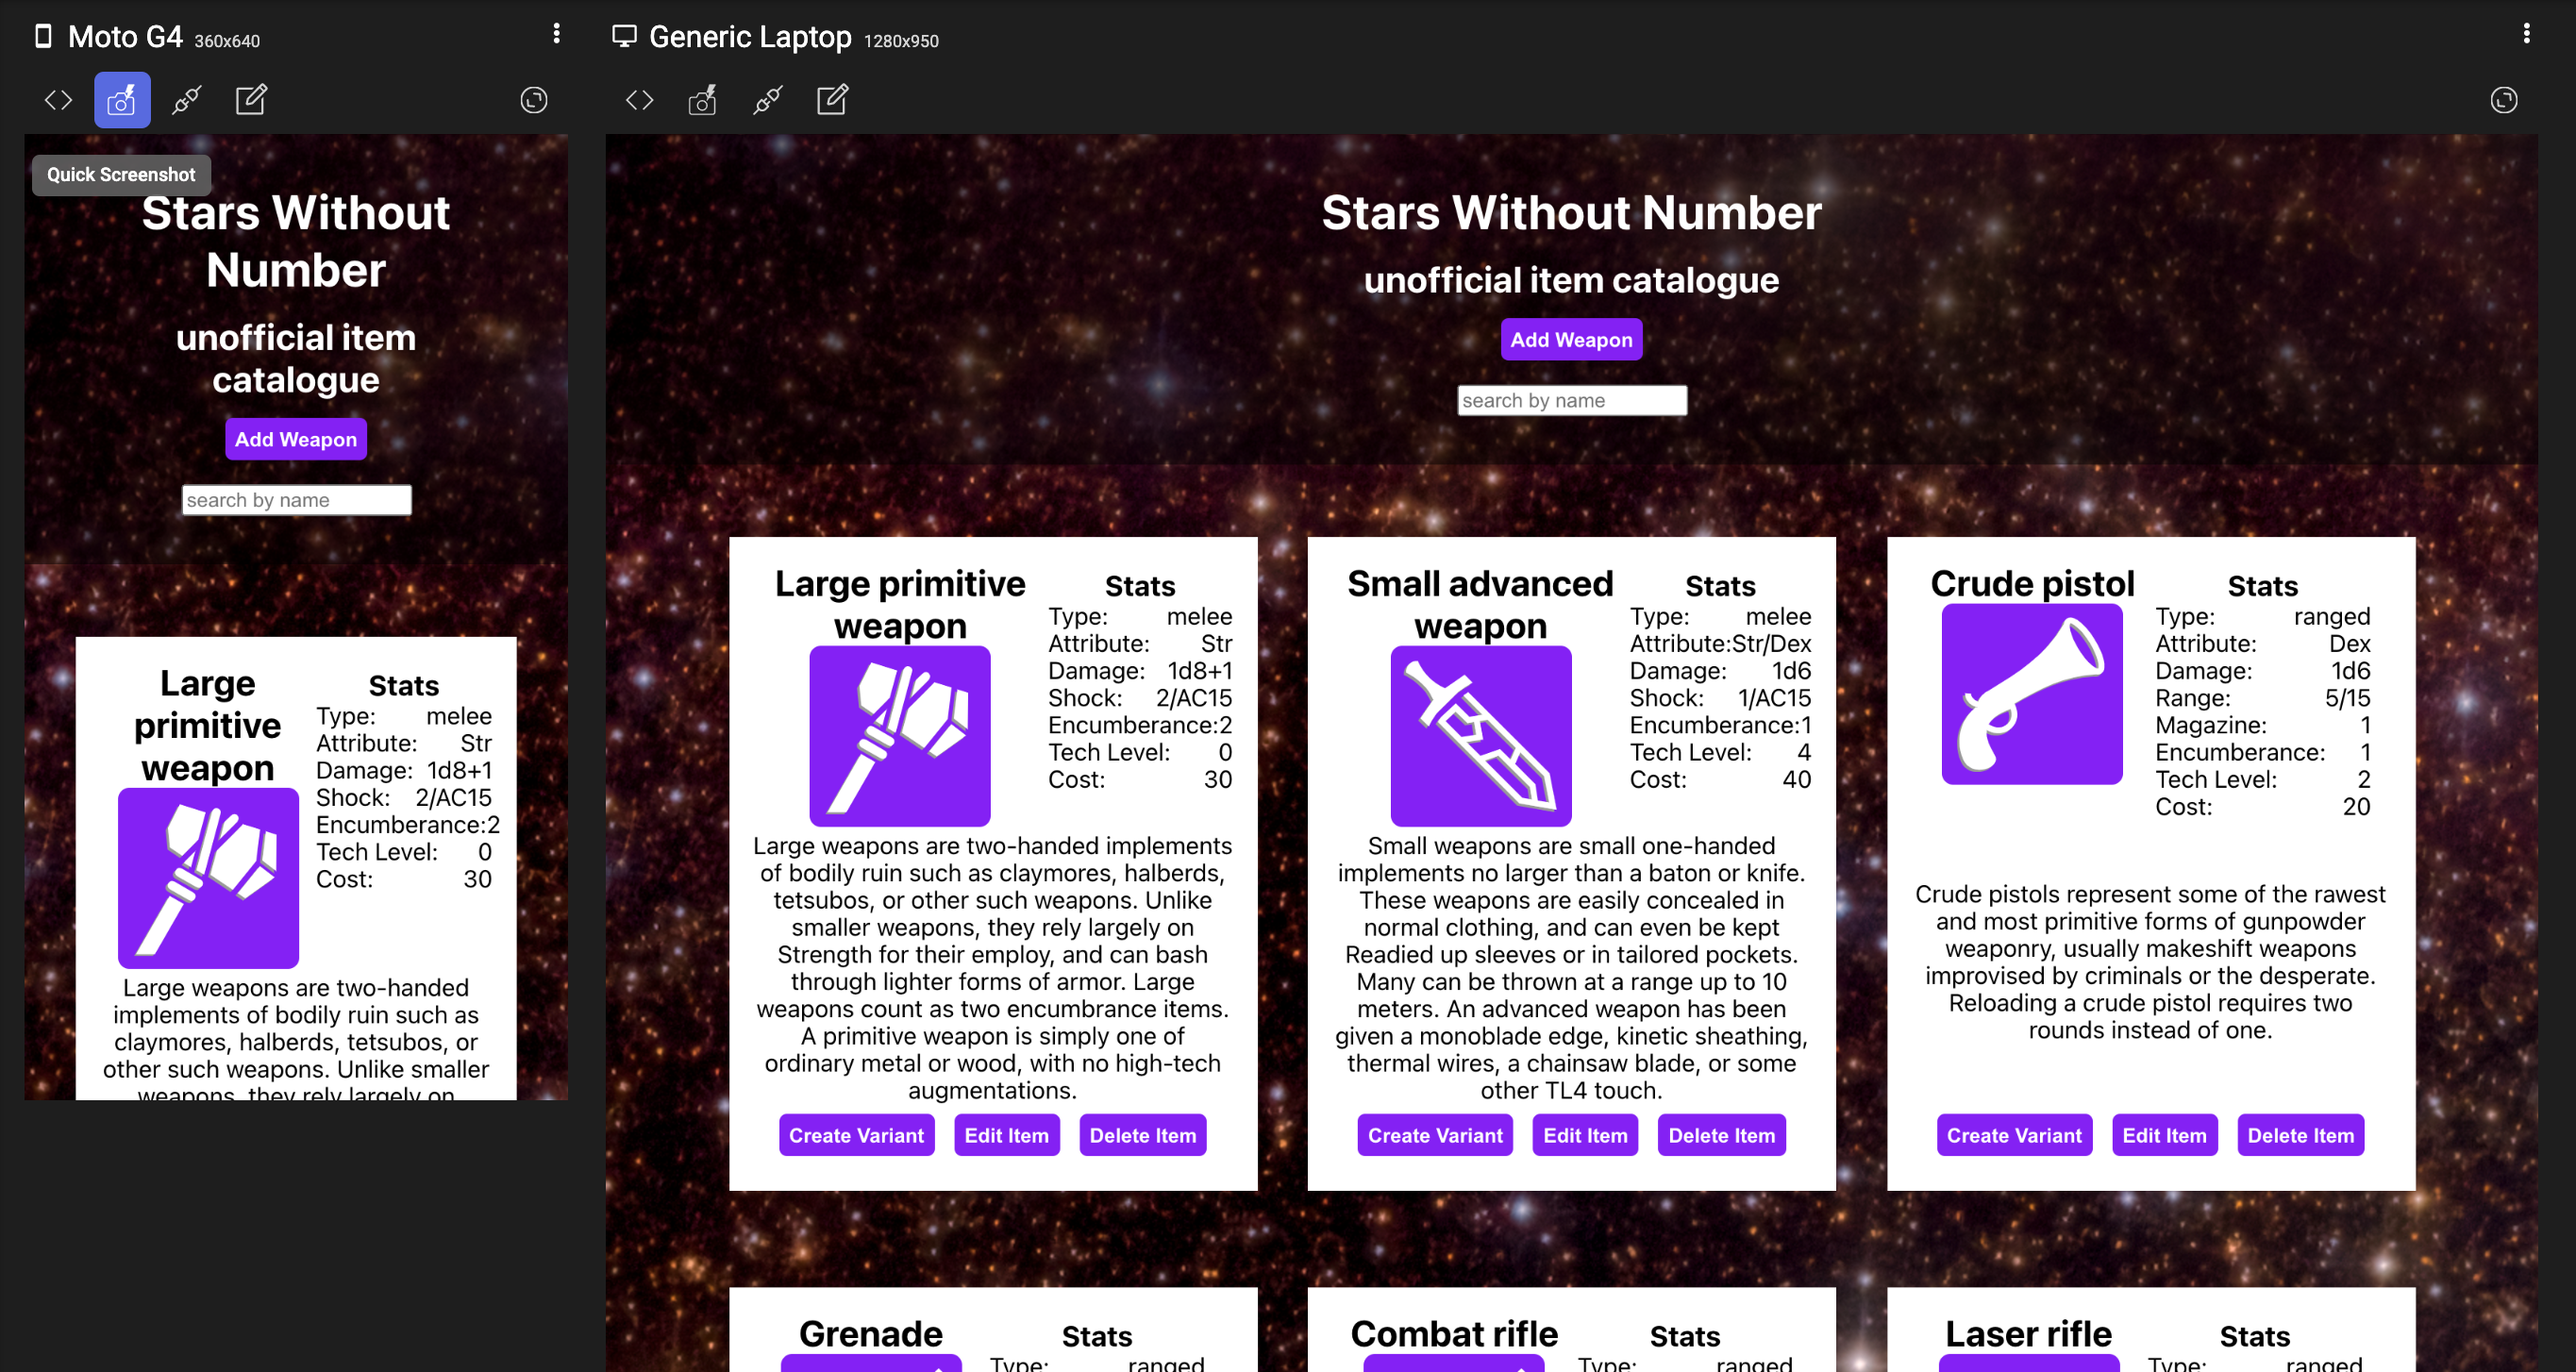 Moto G4 360x640
Quick Screenshot
Stars Without
Number
unofficial item
catalogue
Add Weapon
search by name
Large
primitive
weapon
Stats
Type: melee
Attribute: Str
Damage: 1d8+1
Shock: 2/AC15
Encumberance:2
Tech Level: 0
Cost: 30
Large weapons are two-handed
implements of bodily ruin such as
claymores, halberds, tetsubos, or
other such weapons. Unlike smaller
weapons, they rely largely on
Generic Laptop 1280x950
Stars Without Number
unofficial item catalogue
Add Weapon
search by name
Large primitive
weapon
Stats
Type: melee
Attribute: Str
Damage: 1d8+1
Shock: 2/AC15
Encumberance:2
Tech Level: 0
Cost: 30
Large weapons are two-handed implements
of bodily ruin such as claymores, halberds,
tetsubos, or other such weapons. Unlike
smaller weapons, they rely largely on
Strength for their employ, and can bash
through lighter forms of armor. Large
weapons count as two encumbrance items.
A primitive weapon is simply one of
ordinary metal or wood, with no high-tech
augmentations.
Create Variant Edit Item Delete Item
Small advanced
weapon
Stats
Type: melee
Attribute:Str/Dex
Damage: 1d6
Shock: 1/AC15
Encumberance:1
Tech Level: 4
Cost: 40
Small weapons are small one-handed
implements no larger than a baton or knife.
These weapons are easily concealed in
normal clothing, and can even be kept
Readied up sleeves or in tailored pockets.
Many can be thrown at a range up to 10
meters. An advanced weapon has been
given a monoblade edge, kinetic sheathing,
thermal wires, a chainsaw blade, or some
other TL4 touch.
Create Variant Edit Item Delete Item
Crude pistol
Stats
Type: ranged
Attribute: Dex
Damage: 1d6
Range: 5/15
Magazine: 1
Encumberance: 1
Tech Level: 2
Cost: 20
Crude pistols represent some of the rawest
and most primitive forms of gunpowder
weaponry, usually makeshift weapons
improvised by criminals or the desperate.
Reloading a crude pistol requires two
rounds instead of one.
Create Variant Edit Item Delete Item
Grenade
Stats
Type: ranged
Combat rifle
Stats
Type: ranged
Laser rifle
Stats
Type: ranged